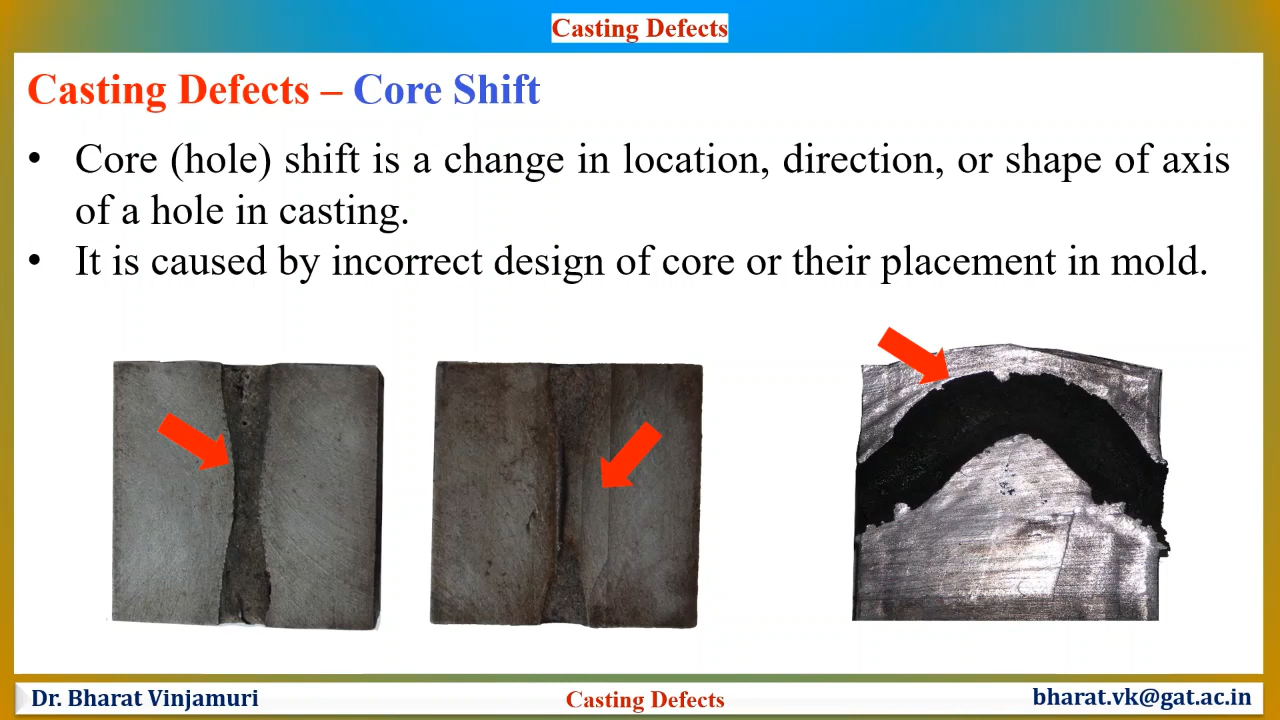 Casting Defects
Casting Defects – Core Shift
• Core (hole) shift is a change in location, direction, or shape of axis
of a hole in casting.
• It is caused by incorrect design of core or their placement in mold.
Dr. Bharat Vinjamuri
Casting Defects
bharat.vk@gat.ac.in